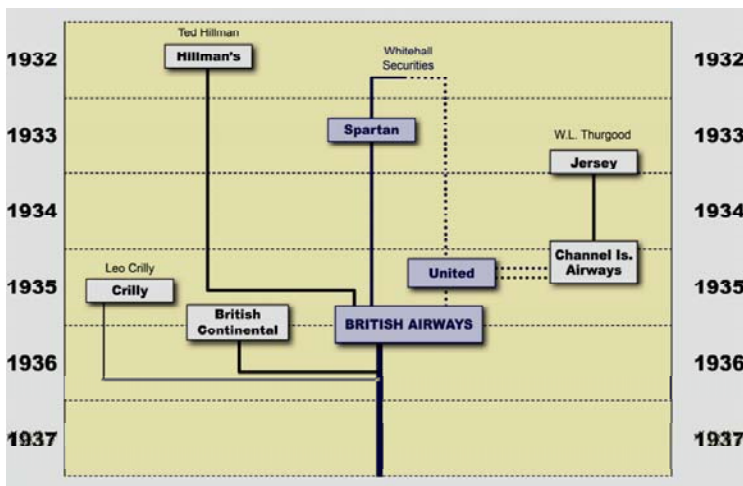 Ted Hillman
1932
Hillman's
Whitehall
Securities
1932
1933
Spartan
W.L. Thurgood
1933
Jersey
1934
1934
Channel Is.
Airways
Leo Crilly
United
1935
Crilly
1935
British
Continental
BRITISH AIRWAYS
1936
1936
1937
1937